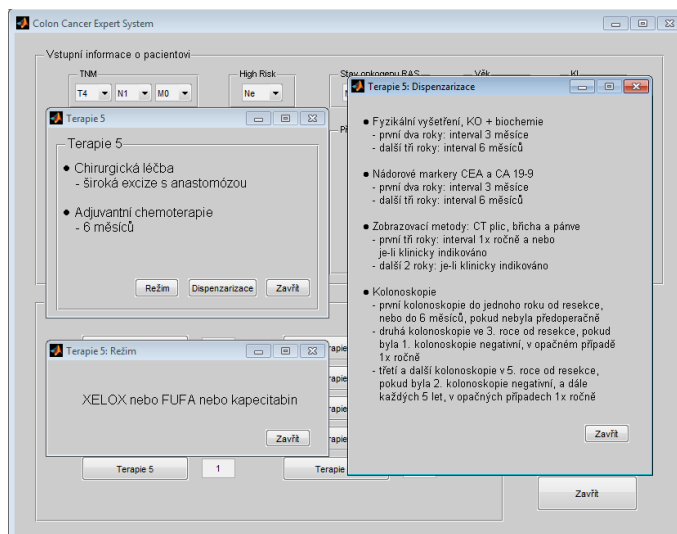 Colon Cancer Expert System
Vstupní informace o pacientovi
TNM
High Risk
Stav onkogenu RAS
Věk
KI
T4
N1
M0
Ne
Terapie 5
Terapie 5
● Chirurgická léčba
- široká excize s anastomózou
● Adjuvantní chemoterapie
- 6 měsíců
Režim
Dispenzarizace
Zavřít
Terapie 5: Režim
XELOX nebo FUFA nebo kapecitabin
Zavřít
Terapie 5: Dispenzarizace
● Fyzikální vyšetření, KO + biochemie
- první dva roky: interval 3 měsíce
- další tři roky: interval 6 měsíců
● Nádorové markery CEA a CA 19-9
- první dva roky: interval 3 měsíce
- další tři roky: interval 6 měsíců
● Zobrazovací metody: CT plic, břicha a pánve
- první tři roky: interval 1x ročně a nebo
je-li klinicky indikováno
- další 2 roky: je-li klinicky indikováno
● Kolonoskopie
- první kolonoskopie do jednoho roku od resekce,
nebo do 6 měsíců, pokud nebyla předoperačně
- druhá kolonoskopie ve 3. roce od resekce, pokud
byla 1. kolonoskopie negativní, v opačném případě
1x ročně
- třetí a další kolonoskopie v 5. roce od resekce,
pokud byla 2. kolonoskopie negativní, a dále
každých 5 let, v opačných případech 1x ročně
Zavřít
Terapie 5
1
Terapie
Zavřít